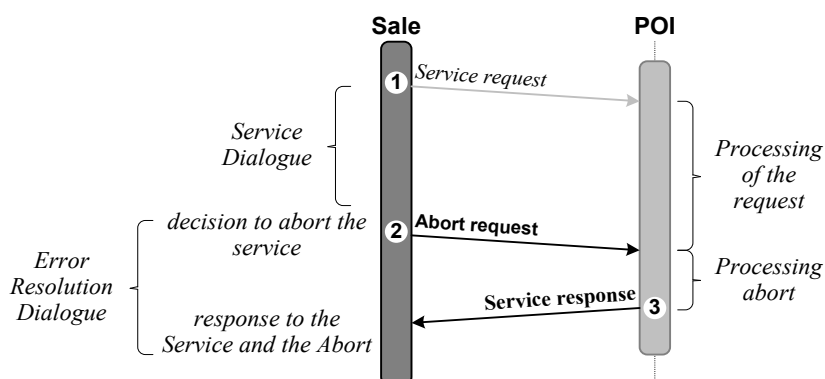 Sale
POI
1
Service request
Service
Dialogue
Processing
of the
request
decision to abort the
service
2
Abort request
Error
Resolution
Dialogue
Processing
abort
Service response
3
response to the
Service and the Abort